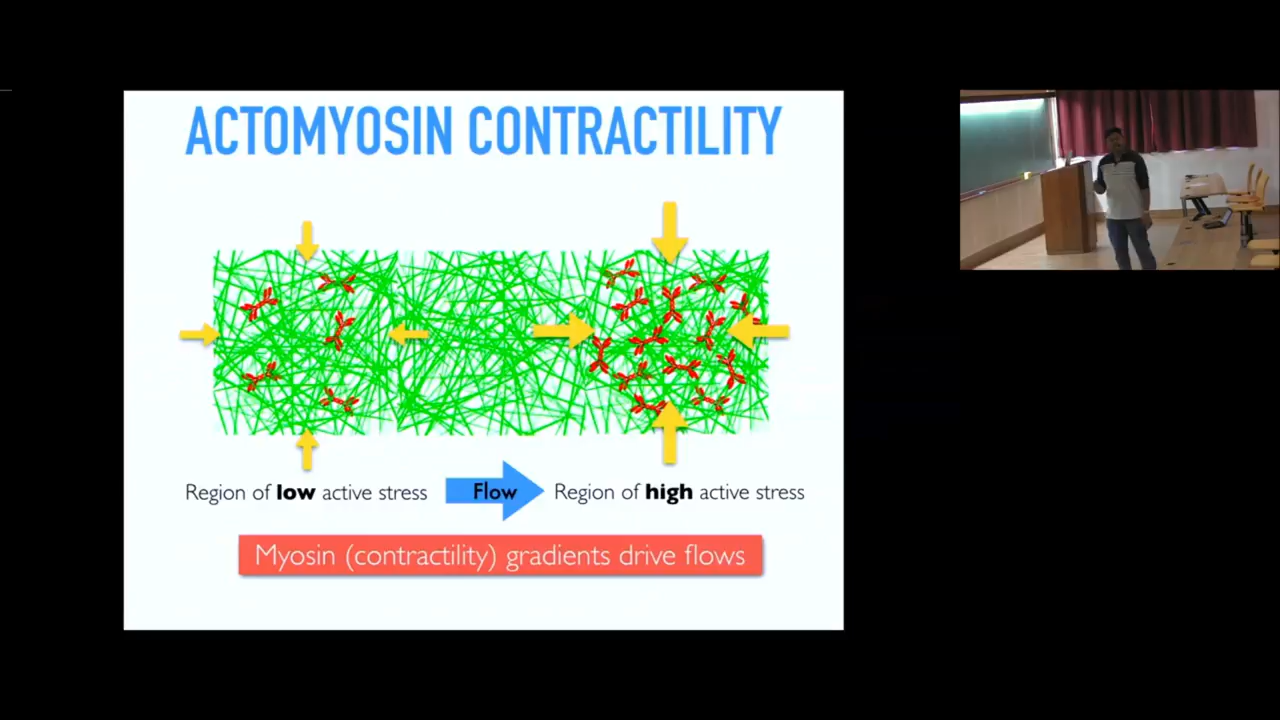 ACTOMYOSIN CONTRACTILITY
Region of low active stress
Flow
Region of high active stress
Myosin (contractility) gradients drive flows